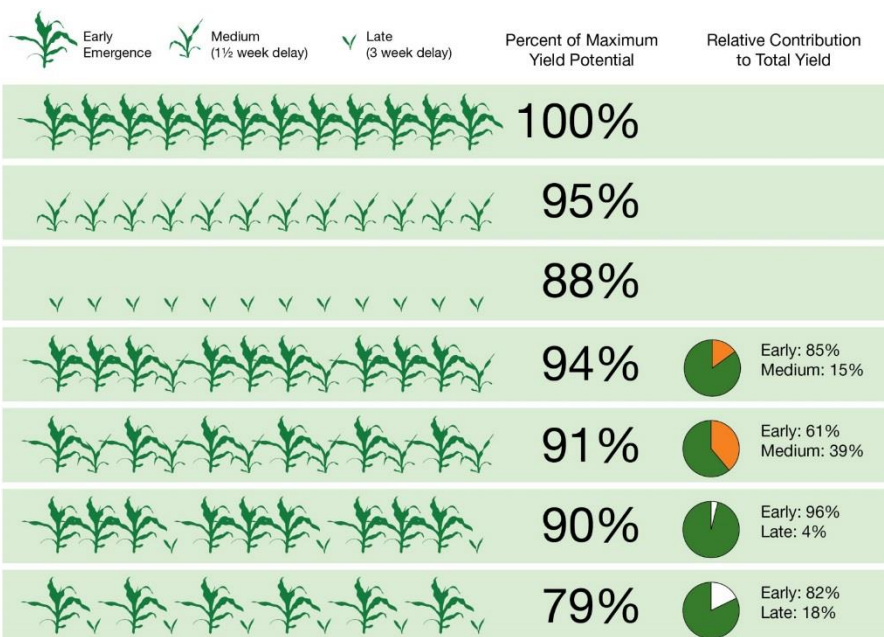 Early
Emergence
Medium
(1½ week delay)
Late
(3 week delay)
Percent of Maximum
Yield Potential
Relative Contribution
to Total Yield
100%
95%
88%
94%
Early: 85%
Medium: 15%
91%
Early: 61%
Medium: 39%
90%
Early: 96%
Late: 4%
79%
Early: 82%
Late: 18%